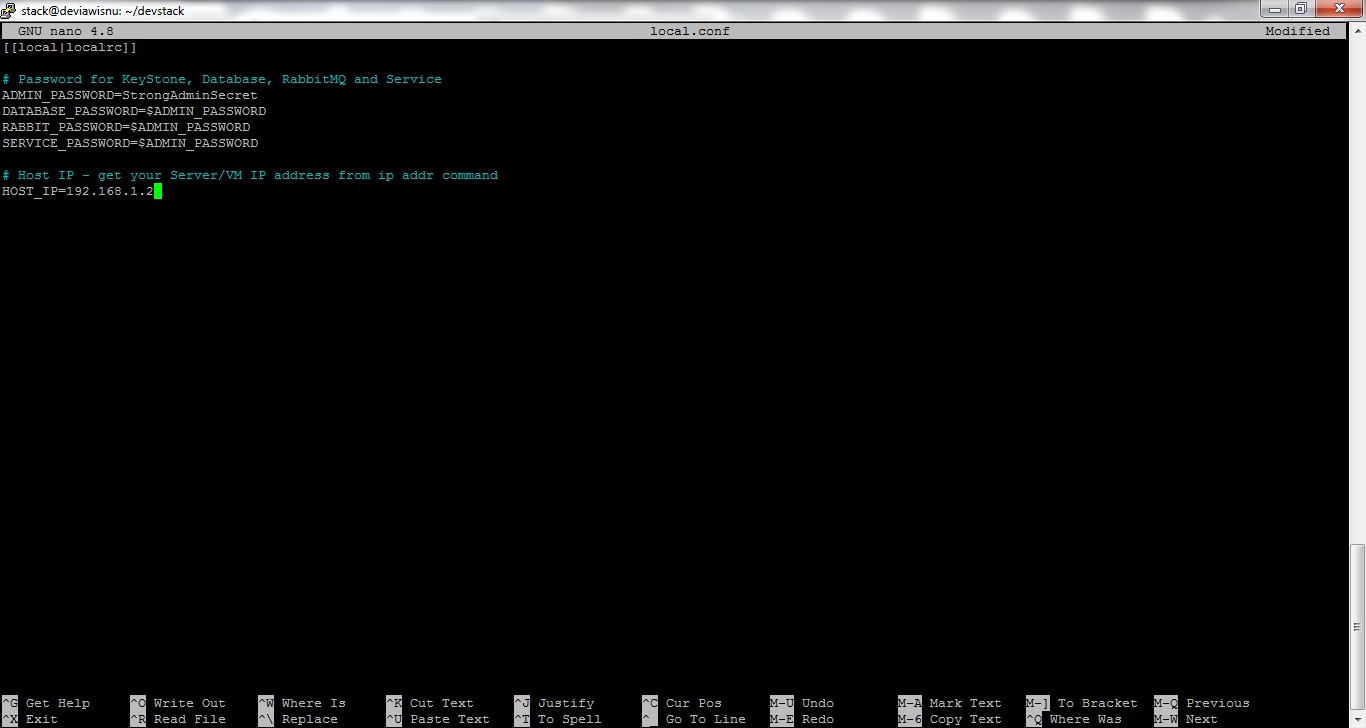 stack@deviawisnu: ~/devstack
GNU nano 4.8 local.conf Modified
[[local|localrc]]
# Password for KeyStone, Database, RabbitMQ and Service
ADMIN_PASSWORD=StrongAdminSecret
DATABASE_PASSWORD=$ADMIN_PASSWORD
RABBIT_PASSWORD=$ADMIN_PASSWORD
SERVICE_PASSWORD=$ADMIN_PASSWORD
# Host IP - get your Server/VM IP address from ip addr command
HOST_IP=192.168.1.2
^G Get Help ^O Write Out ^W Where Is ^K Cut Text ^J Justify ^C Cur Pos M-U Undo M-A Mark Text M-] To Bracket M-Q Previous
^X Exit ^R Read File ^\ Replace ^U Paste Text ^T To Spell ^_ Go To Line M-E Redo M-6 Copy Text ^Q Where Was M-W Next